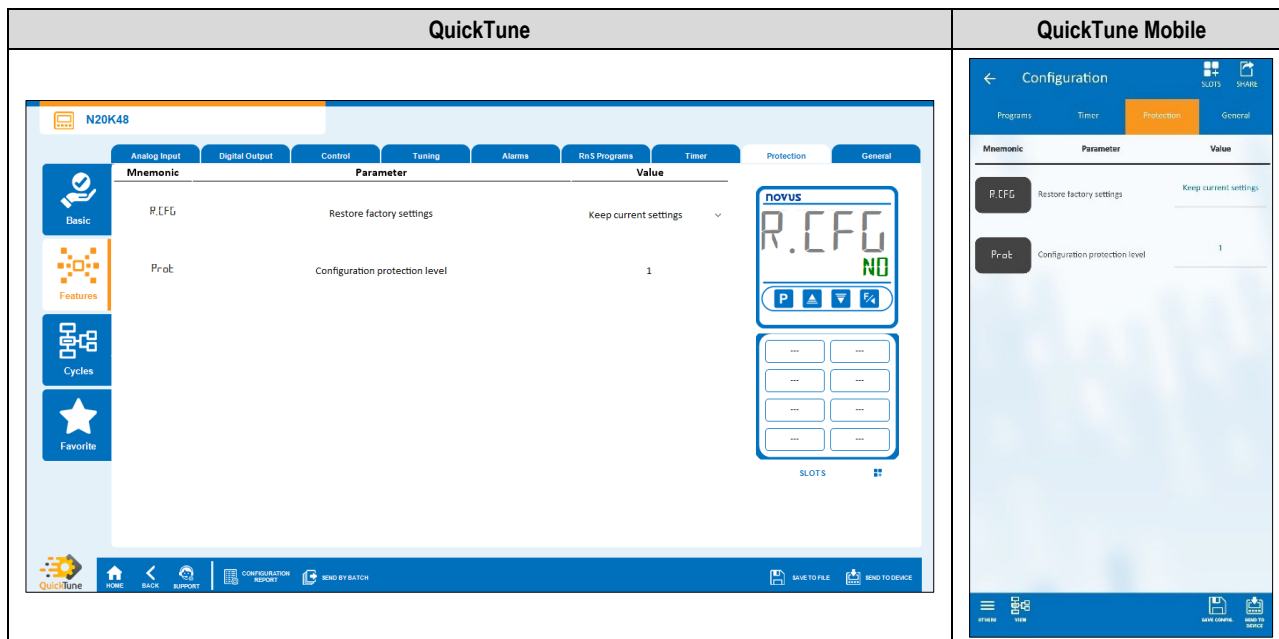 QuickTune
QuickTune Mobile
N20K48
Analog Input Digital Output Control Tuning Alarms RnS Programs Timer Protection General
Mnemonic Parameter Value
R.CFG Restore factory settings Keep current settings
Prot Configuration protection level 1
Basic
Features
Cycles
Favorite
novus
R.CFG
NO
P F/
--- ---
--- ---
--- ---
--- ---
SLOTS
QuickTune
HOME BACK SUPPORT CONFIGURATION REPORT SEND BY BATCH SAVE TO FILE SEND TO DEVICE
Configuration
SLOTS SHARE
Programs Timer Protection General
Mnemonic Parameter Value
R.CFG Restore factory settings Keep current settings
Prot Configuration protection level 1
OTHERS VIEW SAVE CONFIG. SEND TO DEVICE